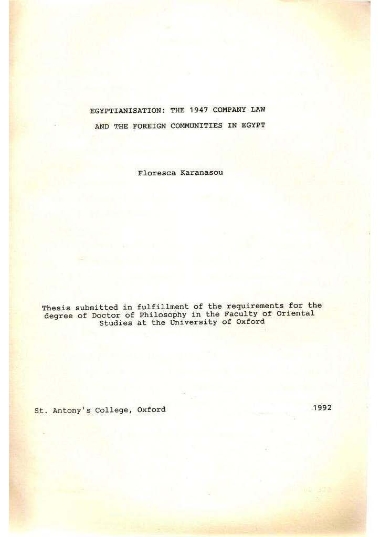 EGYPTIANISATION: THE 1947 COMPANY LAW
AND THE FOREIGN COMMUNITIES IN EGYPT
Floresca Karanasou
Thesis submitted in fulfillment of the requirements for the
degree of Doctor of Philosophy in the Faculty of Oriental
Studies at the University of Oxford
St. Antony's College, Oxford 1992